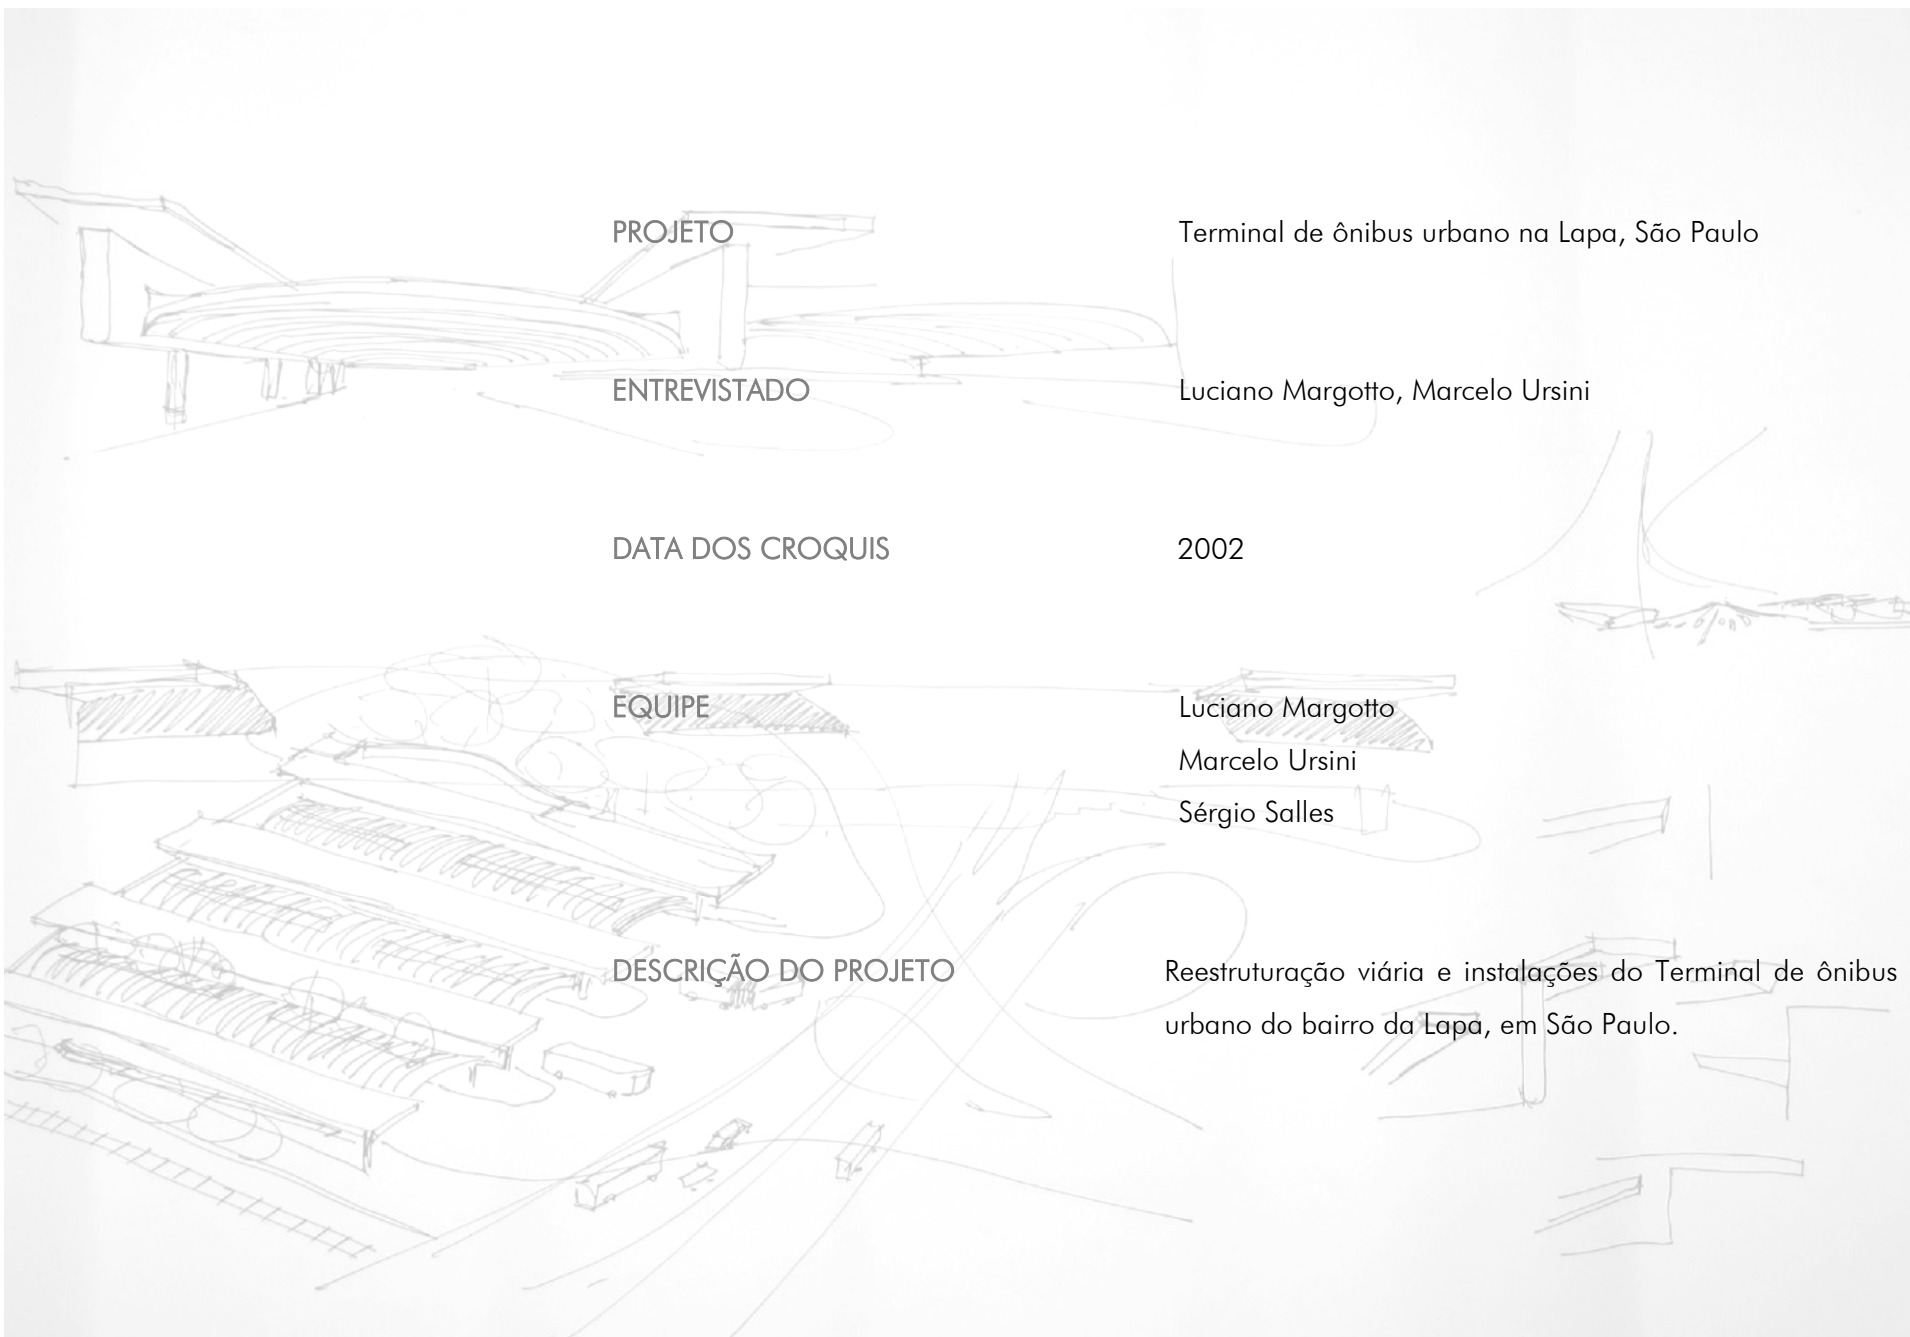 PROJETO Terminal de ônibus urbano na Lapa, São Paulo
ENTREVISTADO Luciano Margotto, Marcelo Ursini
DATA DOS CROQUIS 2002
EQUIPE Luciano Margotto
Marcelo Ursini
Sérgio Salles
DESCRIÇÃO DO PROJETO Reestruturação viária e instalações do Terminal de ônibus
urbano do bairro da Lapa, em São Paulo.